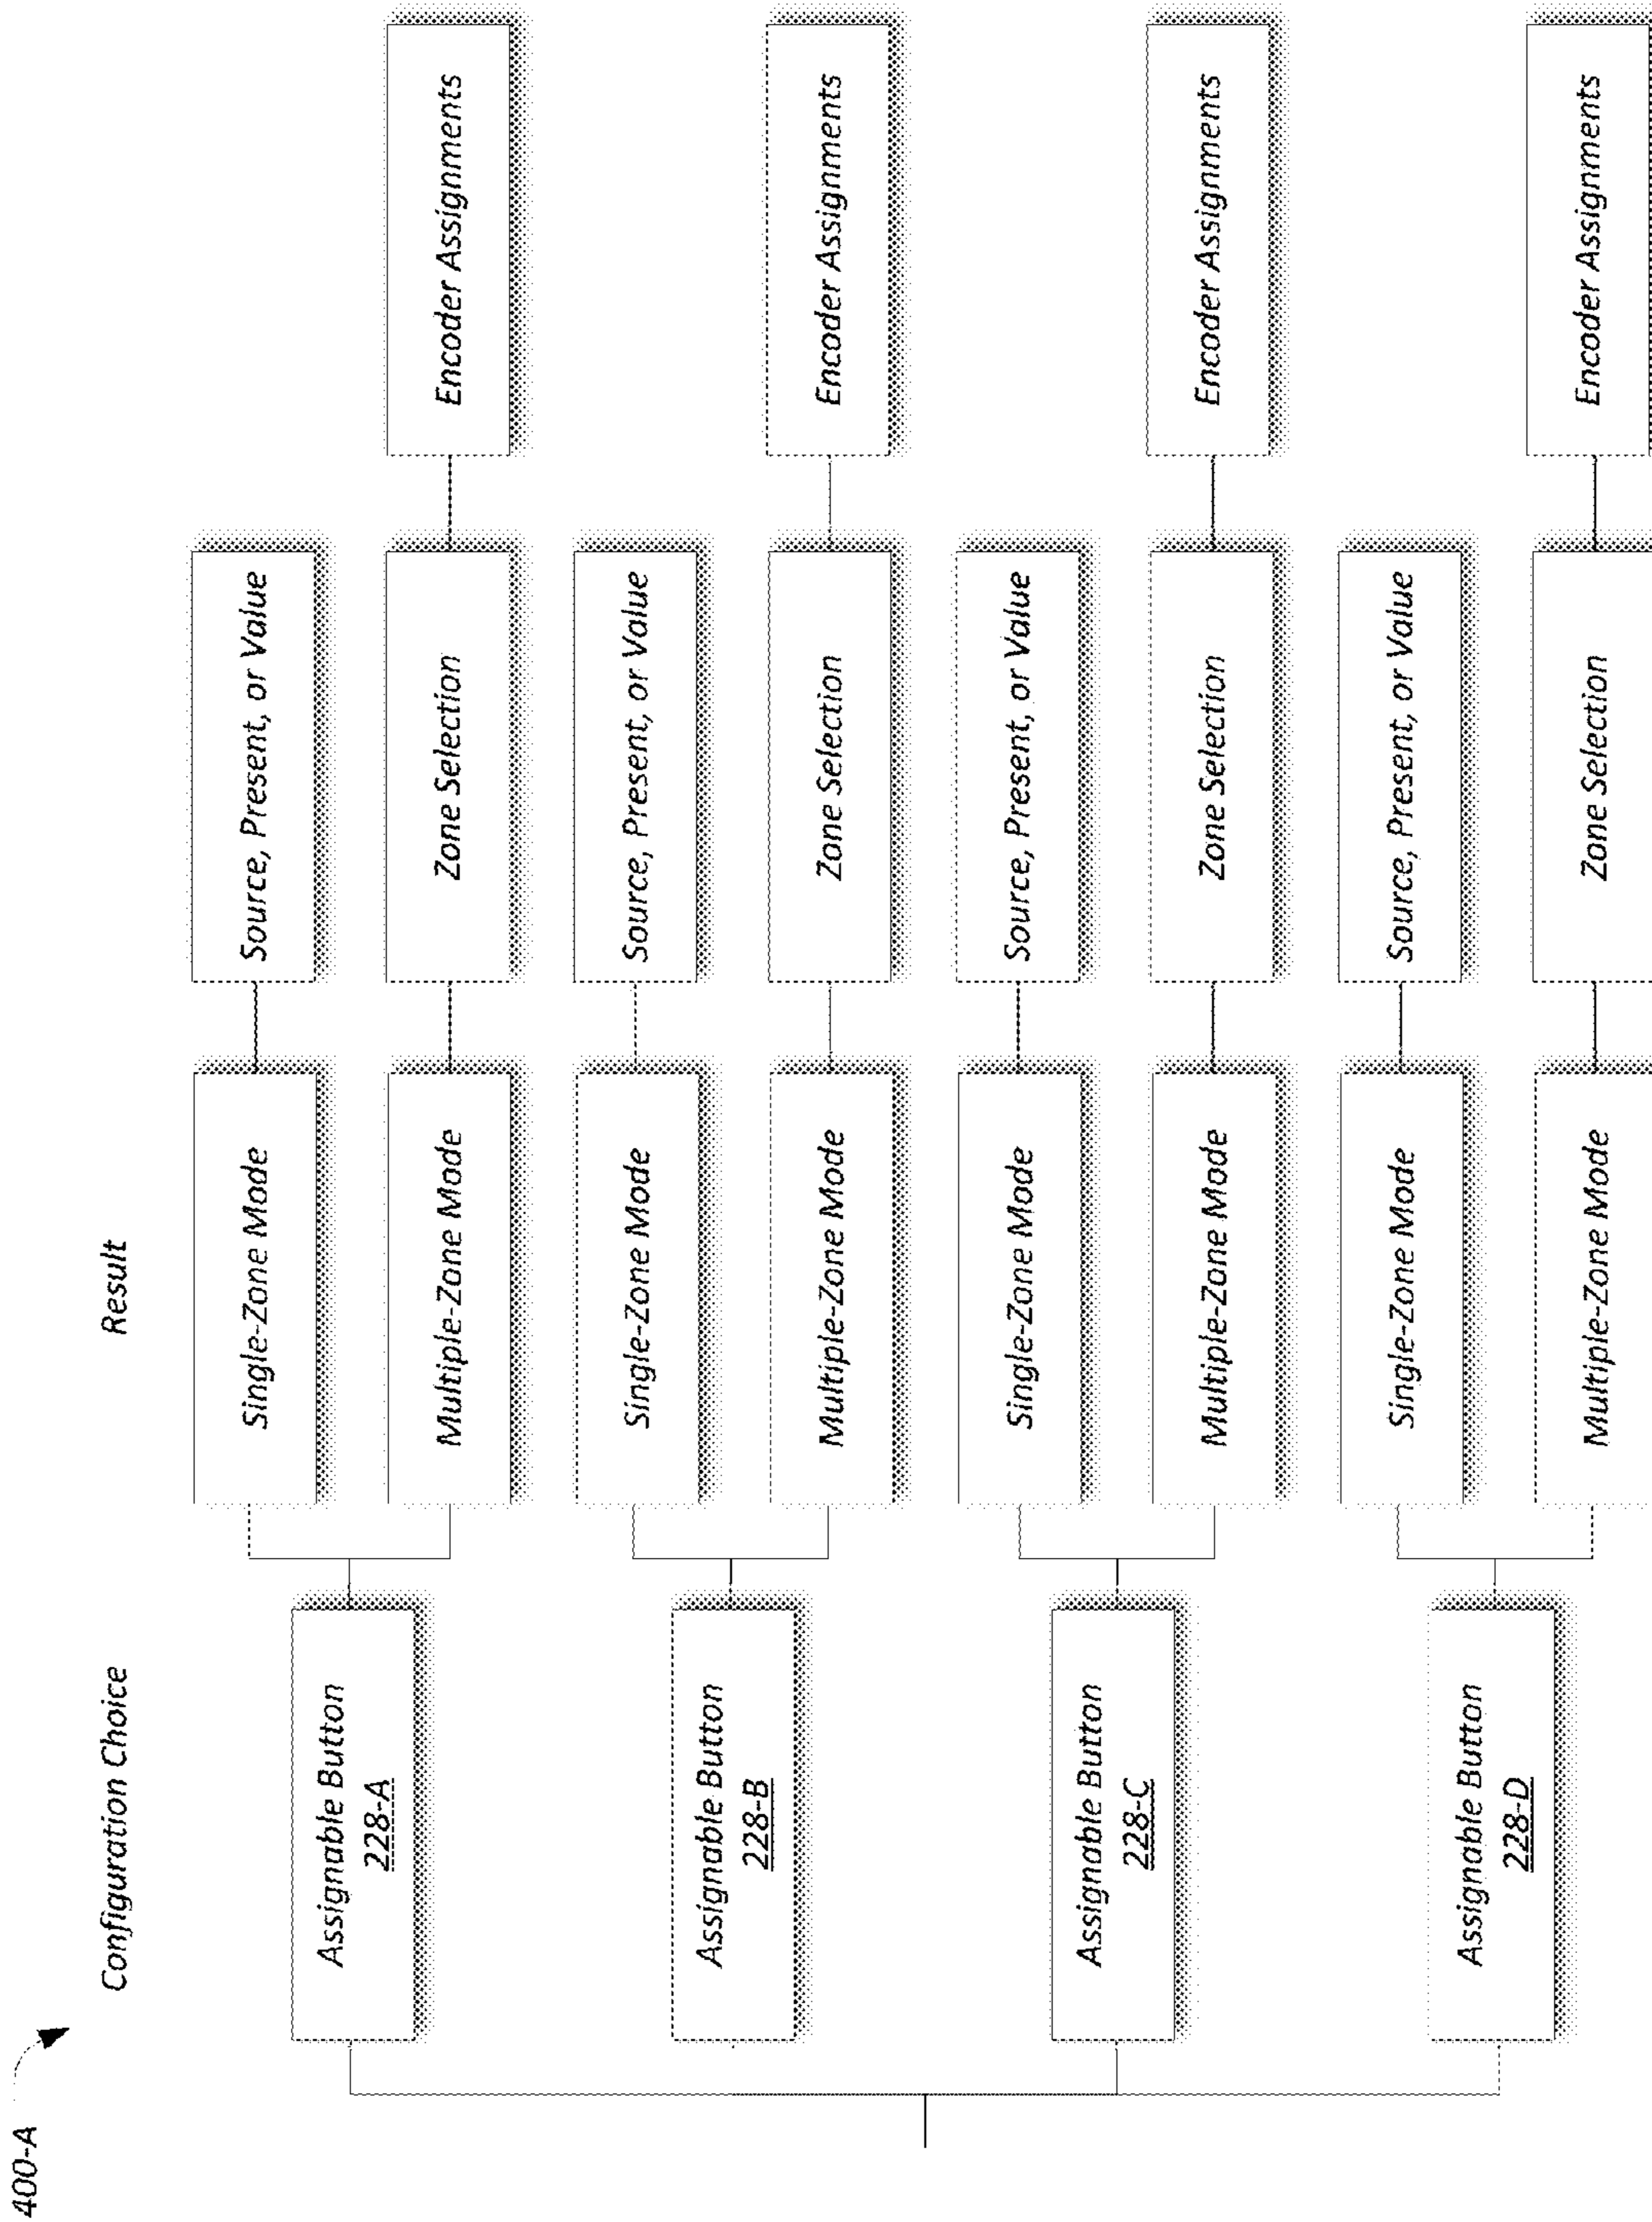 400-A
Configuration Choice
Result
Assignable Button
228-A
Single-Zone Mode
Source, Present, or Value
Multiple-Zone Mode
Zone Selection
Encoder Assignments
Assignable Button
228-B
Single-Zone Mode
Source, Present, or Value
Multiple-Zone Mode
Zone Selection
Encoder Assignments
Assignable Button
228-C
Single-Zone Mode
Source, Present, or Value
Multiple-Zone Mode
Zone Selection
Encoder Assignments
Assignable Button
228-D
Single-Zone Mode
Source, Present, or Value
Multiple-Zone Mode
Zone Selection
Encoder Assignments